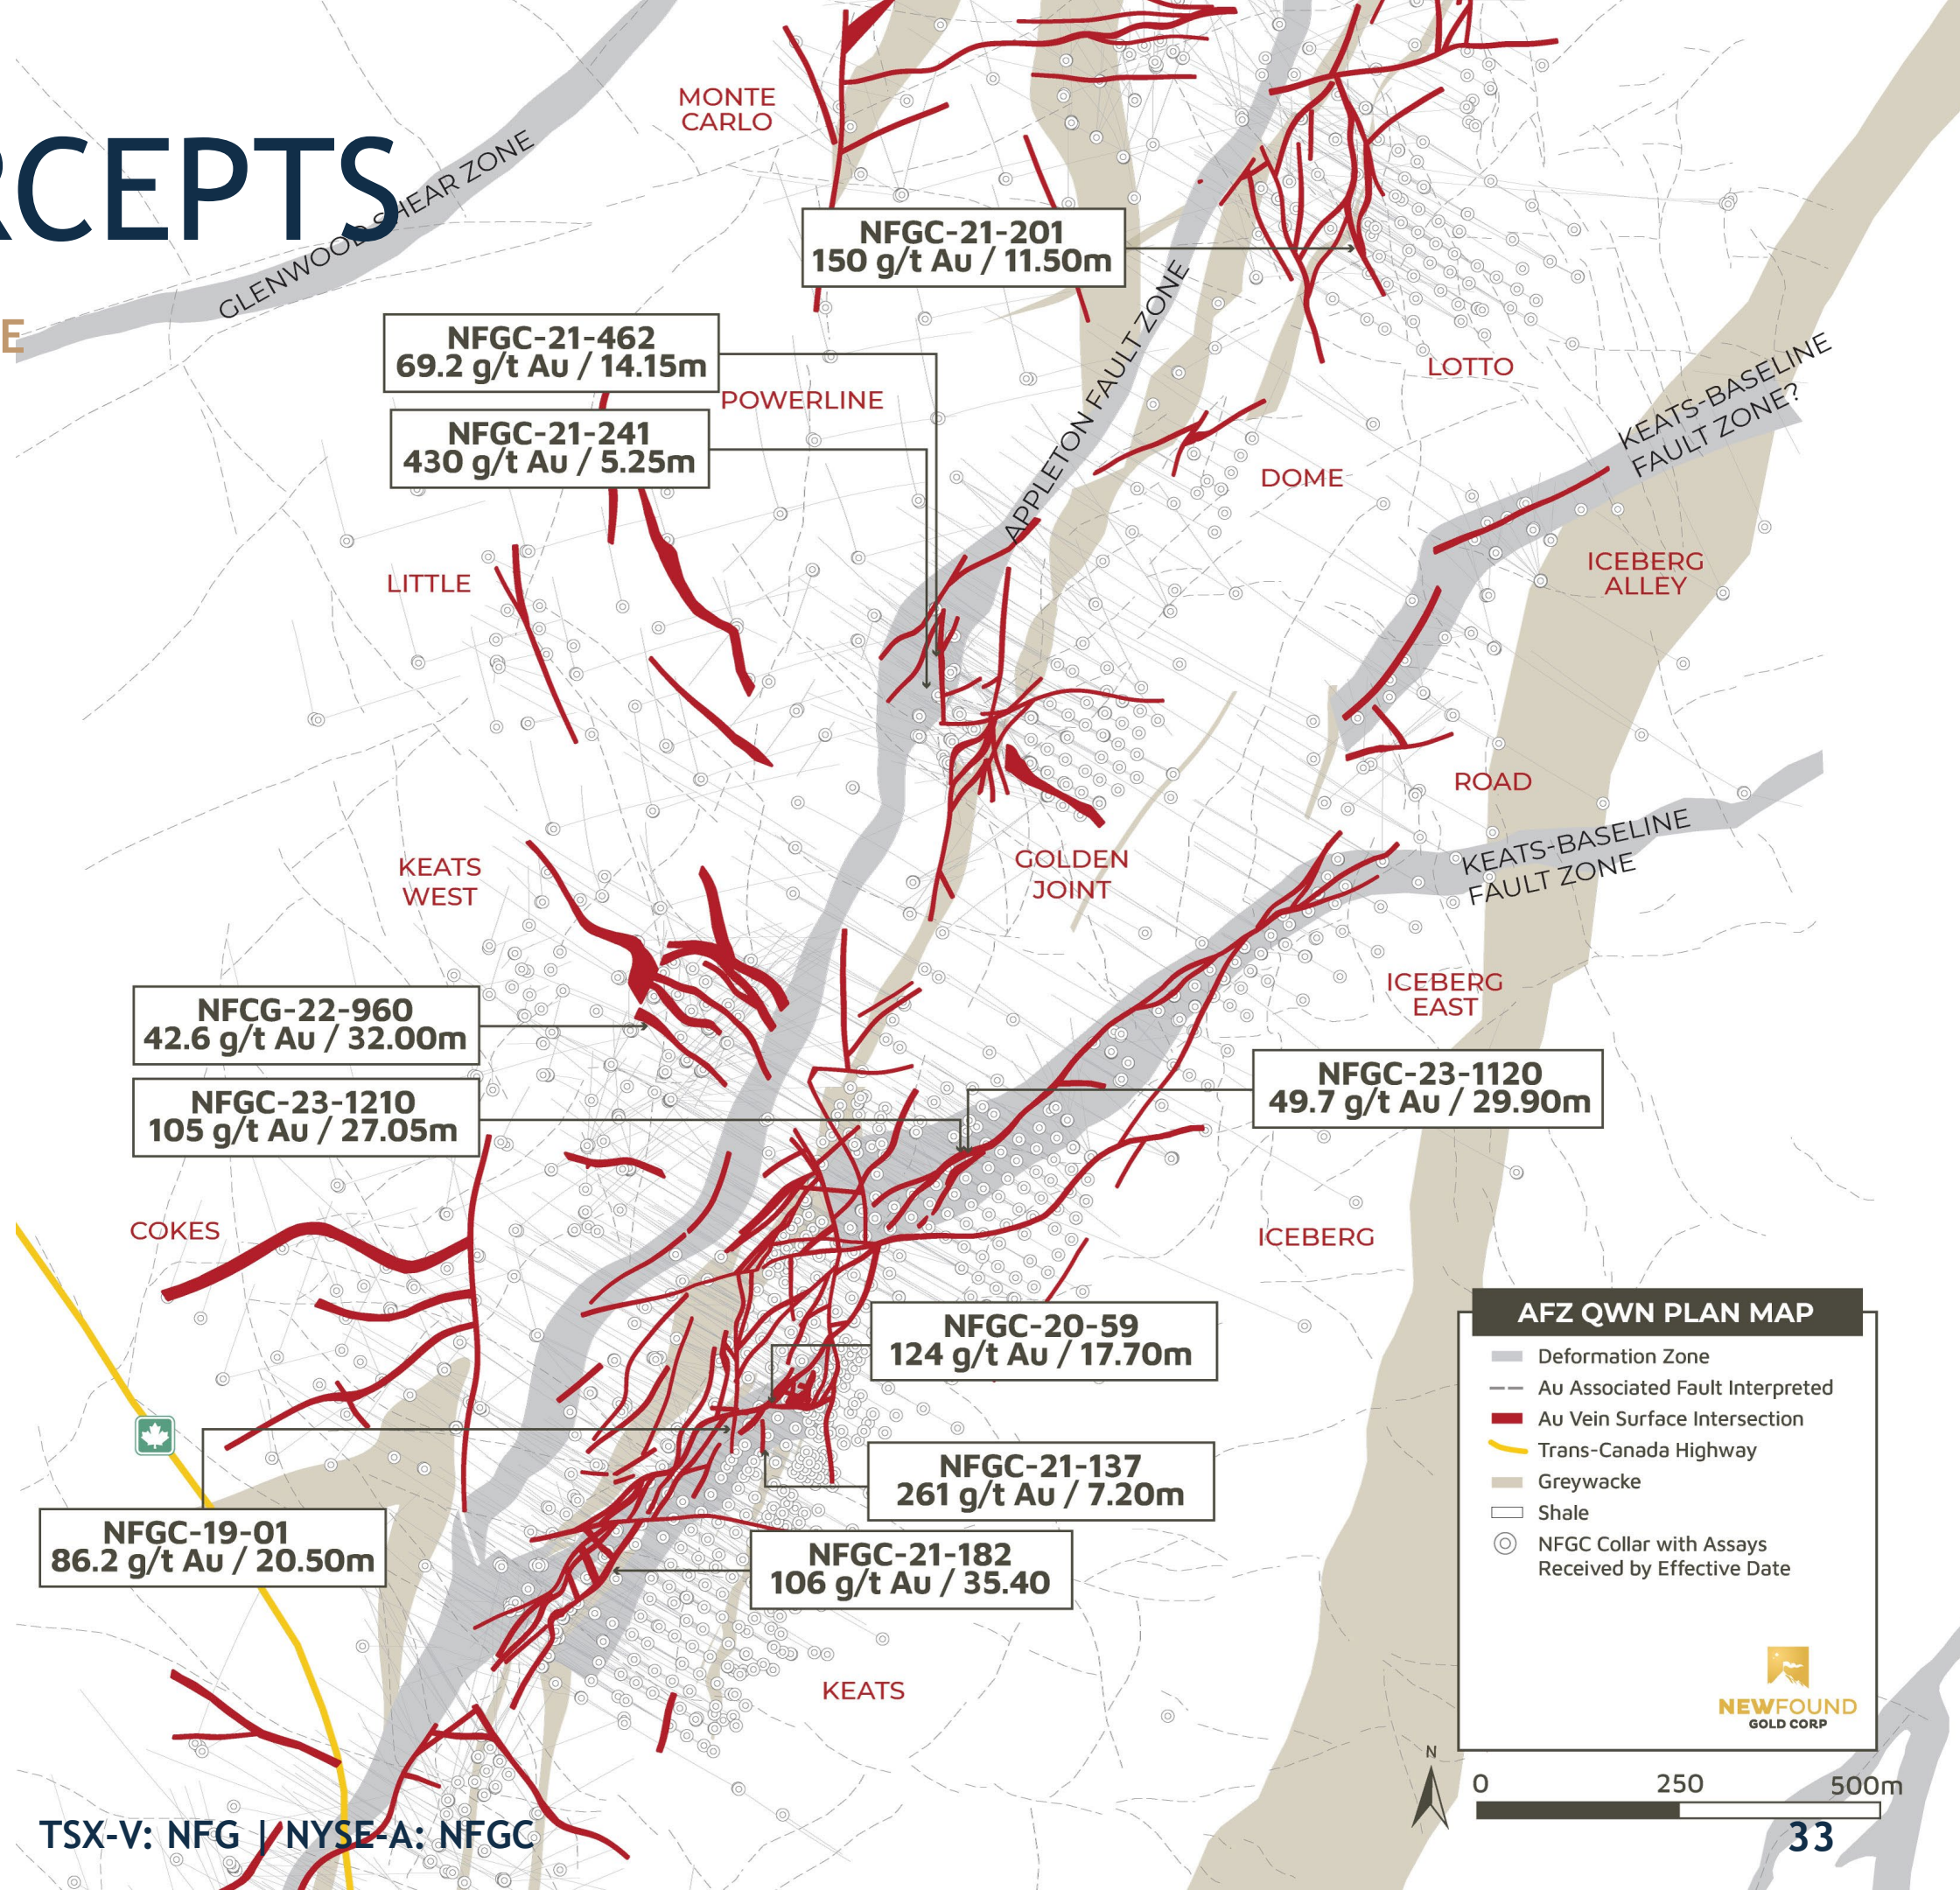 RCEPTS
E
GLENWOOD SHEAR ZONE
MONTE
CARLO
NFGC-21-201
150 g/t Au / 11.50m
NFGC-21-462
69.2 g/t Au / 14.15m
POWERLINE
NFGC-21-241
430 g/t Au / 5.25m
APPLETON FAULT ZONE
LOTTO
KEATS-BASELINE
FAULT ZONE?
DOME
LITTLE
ICEBERG
ALLEY
ROAD
KEATS-BASELINE
FAULT ZONE
GOLDEN
JOINT
KEATS
WEST
ICEBERG
EAST
NFCG-22-960
42.6 g/t Au / 32.00m
NFGC-23-1210
105 g/t Au / 27.05m
NFGC-23-1120
49.7 g/t Au / 29.90m
COKES
ICEBERG
NFGC-20-59
124 g/t Au / 17.70m
NFGC-21-137
261 g/t Au / 7.20m
NFGC-19-01
86.2 g/t Au / 20.50m
NFGC-21-182
106 g/t Au / 35.40
KEATS
AFZ QWN PLAN MAP
Deformation Zone
Au Associated Fault Interpreted
Au Vein Surface Intersection
Trans-Canada Highway
Greywacke
Shale
NFGC Collar with Assays
Received by Effective Date
NEWFOUND
GOLD CORP
N
0 250 500m
TSX-V: NFG | NYSE-A: NFGC
33